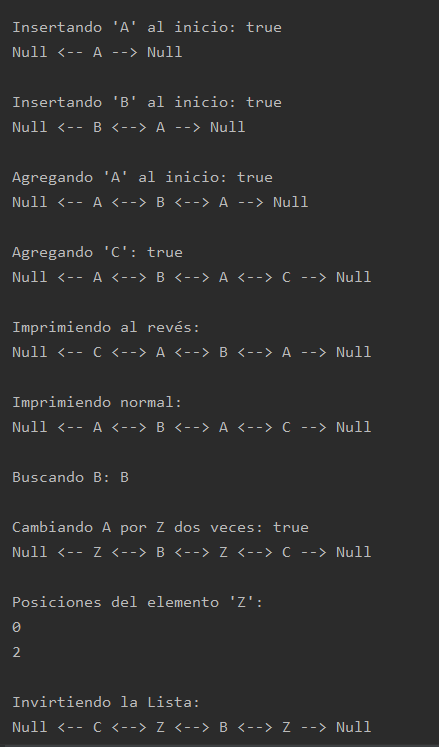 Insertando 'A' al inicio: true
Null <-- A --> Null
Insertando 'B' al inicio: true
Null <-- B <--> A --> Null
Agregando 'A' al inicio: true
Null <-- A <--> B <--> A --> Null
Agregando 'C': true
Null <-- A <--> B <--> A <--> C --> Null
Imprimiendo al revés:
Null <-- C <--> A <--> B <--> A --> Null
Imprimiendo normal:
Null <-- A <--> B <--> A <--> C --> Null
Buscando B: B
Cambiando A por Z dos veces: true
Null <-- Z <--> B <--> Z <--> C --> Null
Posiciones del elemento 'Z':
0
2
Invirtiendo la Lista:
Null <-- C <--> Z <--> B <--> Z --> Null